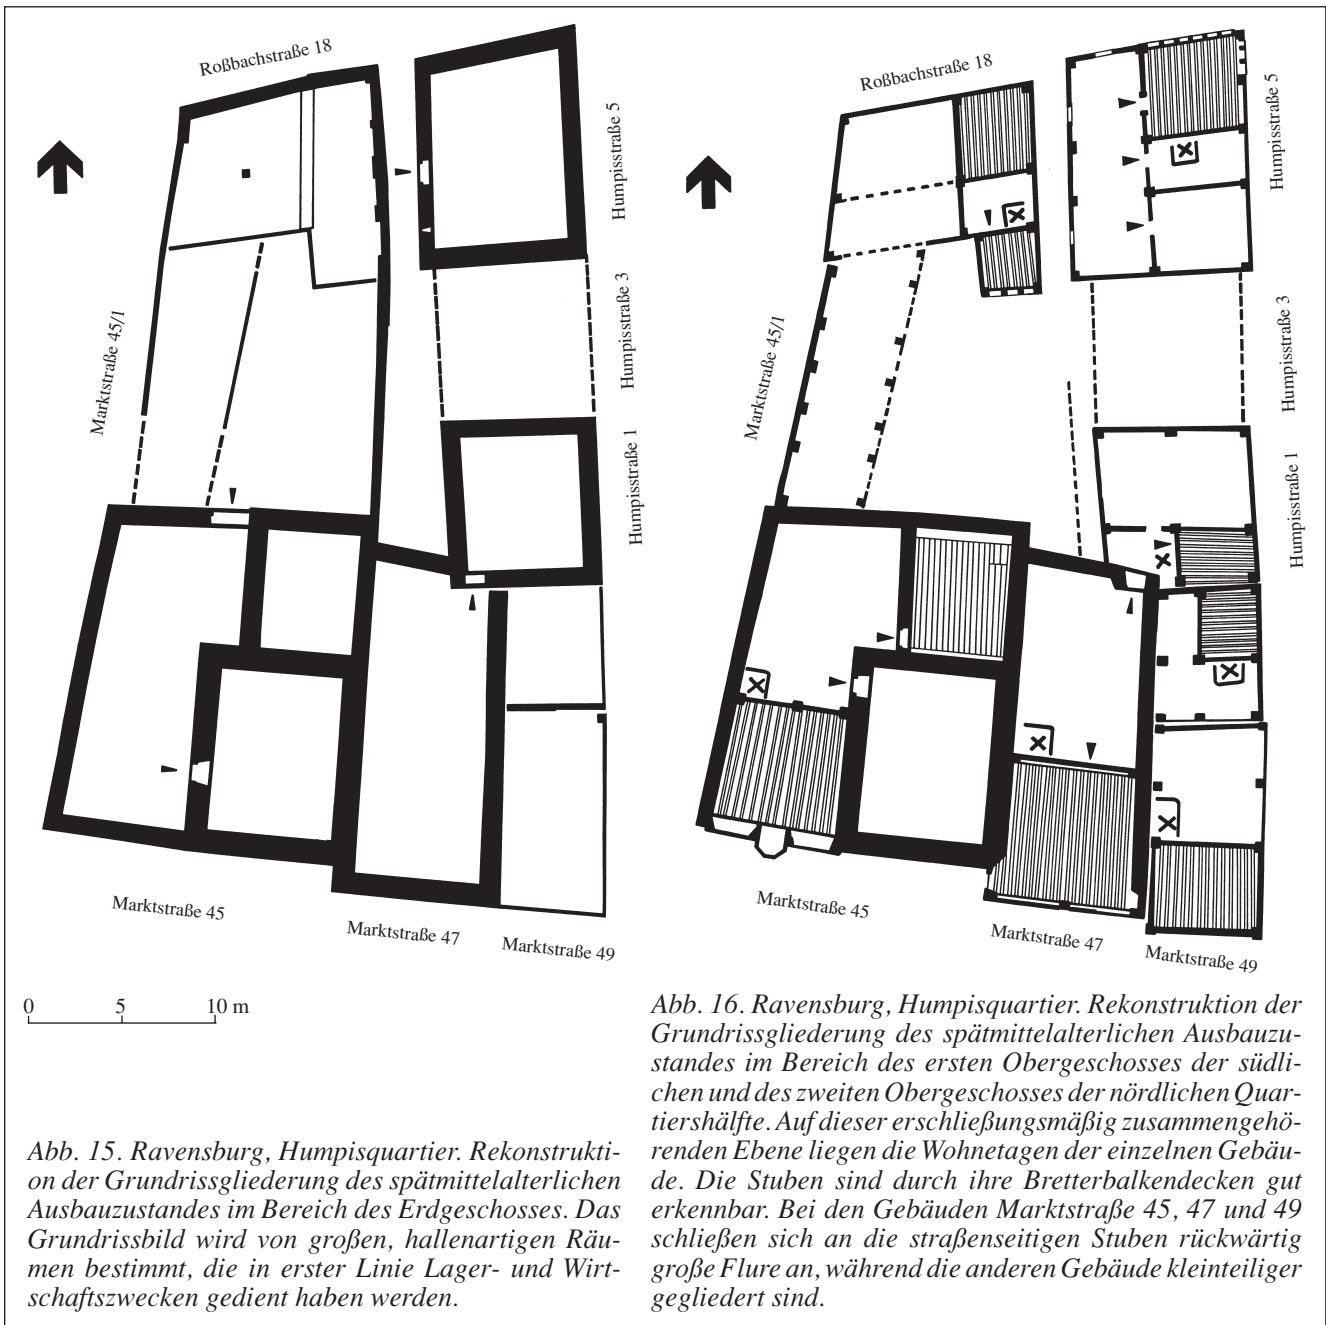 Roßbachstraße 18
Humpisstraße 5
Humpisstraße 3
Marktstraße 45/1
Humpisstraße 1
Marktstraße 45
Marktstraße 47
Marktstraße 49
0 5 10 m
Abb. 15. Ravensburg, Humpisquartier. Rekonstrukti-
on der Grundrissgliederung des spätmittelalterlichen
Ausbauzustandes im Bereich des Erdgeschosses. Das
Grundrissbild wird von großen, hallenartigen Räu-
men bestimmt, die in erster Linie Lager- und Wirt-
schaftszwecken gedient haben werden.
Roßbachstraße 18
Humpisstraße 5
Humpisstraße 3
Marktstraße 45/1
Humpisstraße 1
Marktstraße 45
Marktstraße 47
Marktstraße 49
Abb. 16. Ravensburg, Humpisquartier. Rekonstruktion der
Grundrissgliederung des spätmittelalterlichen Ausbauzu-
standes im Bereich des ersten Obergeschosses der südli-
chen und des zweiten Obergeschosses der nördlichen Quar-
tiershälfte. Auf dieser erschließungsmäßig zusammengehö-
renden Ebene liegen die Wohnetagen der einzelnen Gebäu-
de. Die Stuben sind durch ihre Bretterbalkendecken gut
erkennbar. Bei den Gebäuden Marktstraße 45, 47 und 49
schließen sich an die straßenseitigen Stuben rückwärtig
große Flure an, während die anderen Gebäude kleinteiliger
gegliedert sind.